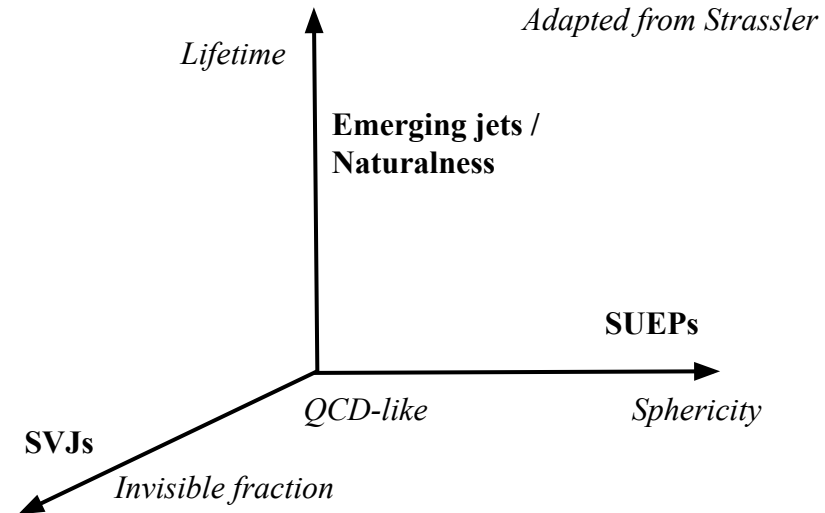 Adapted from Strassler
Lifetime
Emerging jets /
Naturalness
SUEPs
QCD-like
Sphericity
SVJs
Invisible fraction